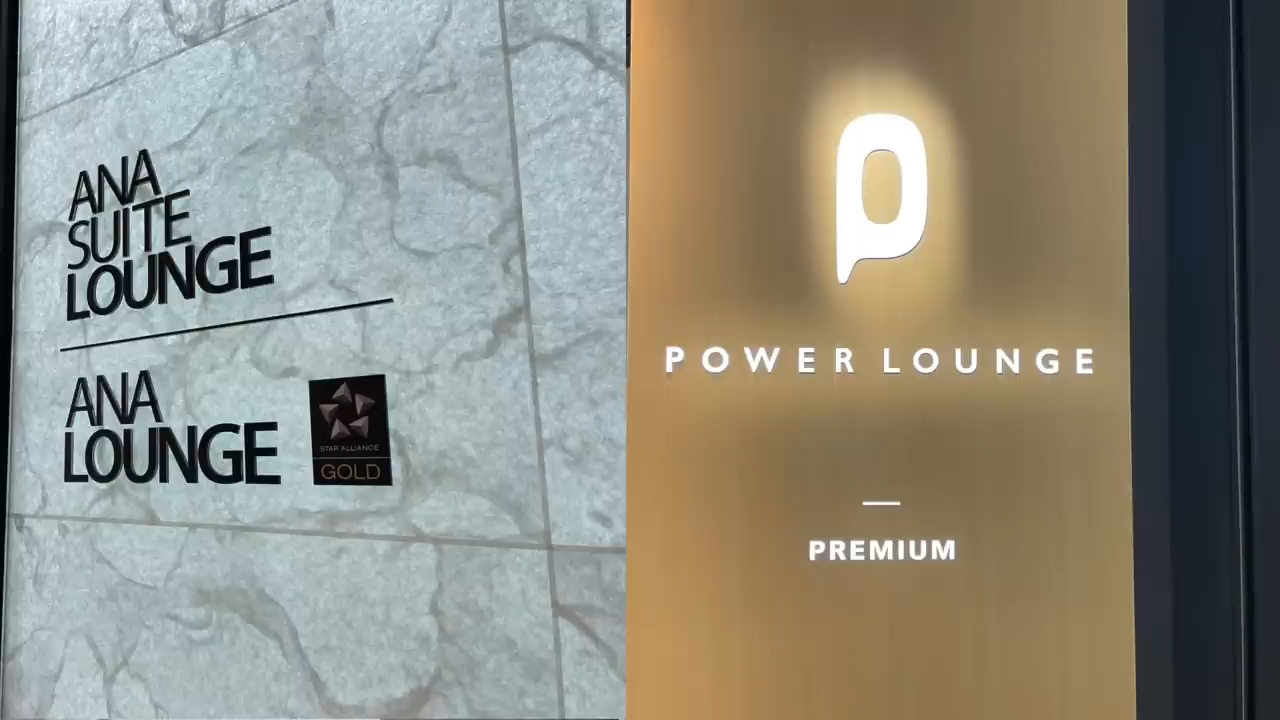 ANA
SUITE
LOUNGE
ANA
LOUNGE
STAR ALLIANCE
GOLD
POWER LOUNGE
PREMIUM